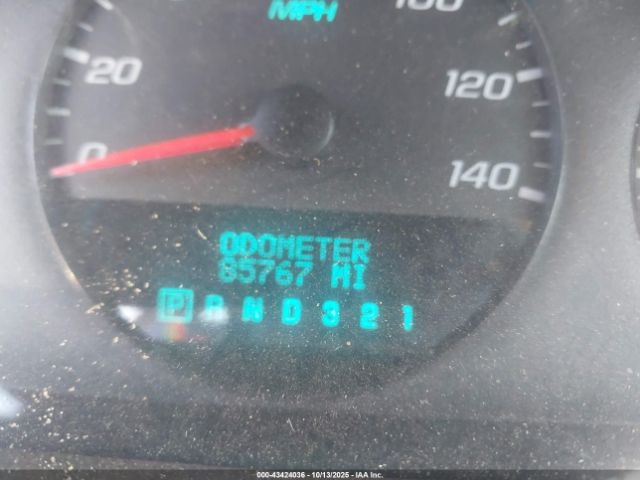 MPH
100
20
120
0
140
ODOMETER
85767 MI
P R N D 3 2 1
000-43424036 - 10/13/2025 - IAA Inc.